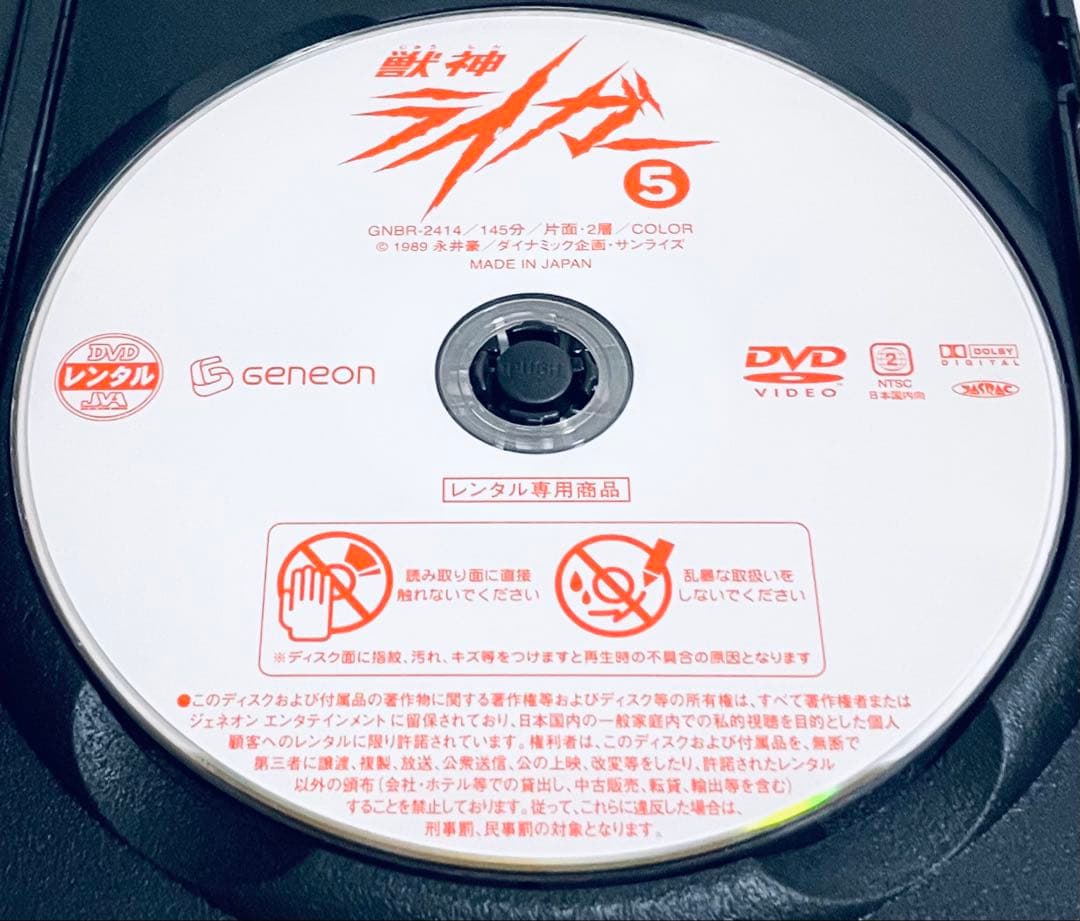 じゅう しん
獣神
ライガー
5
GNBR-2414／145分／片面・2層／COLOR
© 1989 永井豪／ダイナミック企画・サンライズ
MADE IN JAPAN
DVD
レンタル
JVA
GENEON
PUSH
DVD
VIDEO
2
NTSC
日本国内向
DOLBY
DIGITAL
JASRAC
レンタル専用商品
読み取り面に直接
触れないでください
乱暴な取扱いを
しないでください
※ディスク面に指紋、汚れ、キズ等をつけますと再生時の不具合の原因となります
●このディスクおよび付属品の著作物に関する著作権等およびディスク等の所有権は、すべて著作権者または
ジェネオン エンタテインメントに留保されており、日本国内の一般家庭内での私的視聴を目的とした個人
顧客へのレンタルに限り許諾されています。権利者は、このディスクおよび付属品を、無断で
第三者に譲渡、複製、放送、公衆送信、公の上映、改変等をしたり、許諾されたレンタル
以外の頒布（会社・ホテル等での貸出し、中古販売、転貸、輸出等を含む）
することを禁止しております。従って、これらに違反した場合は、
刑事罰、民事罰の対象となります。